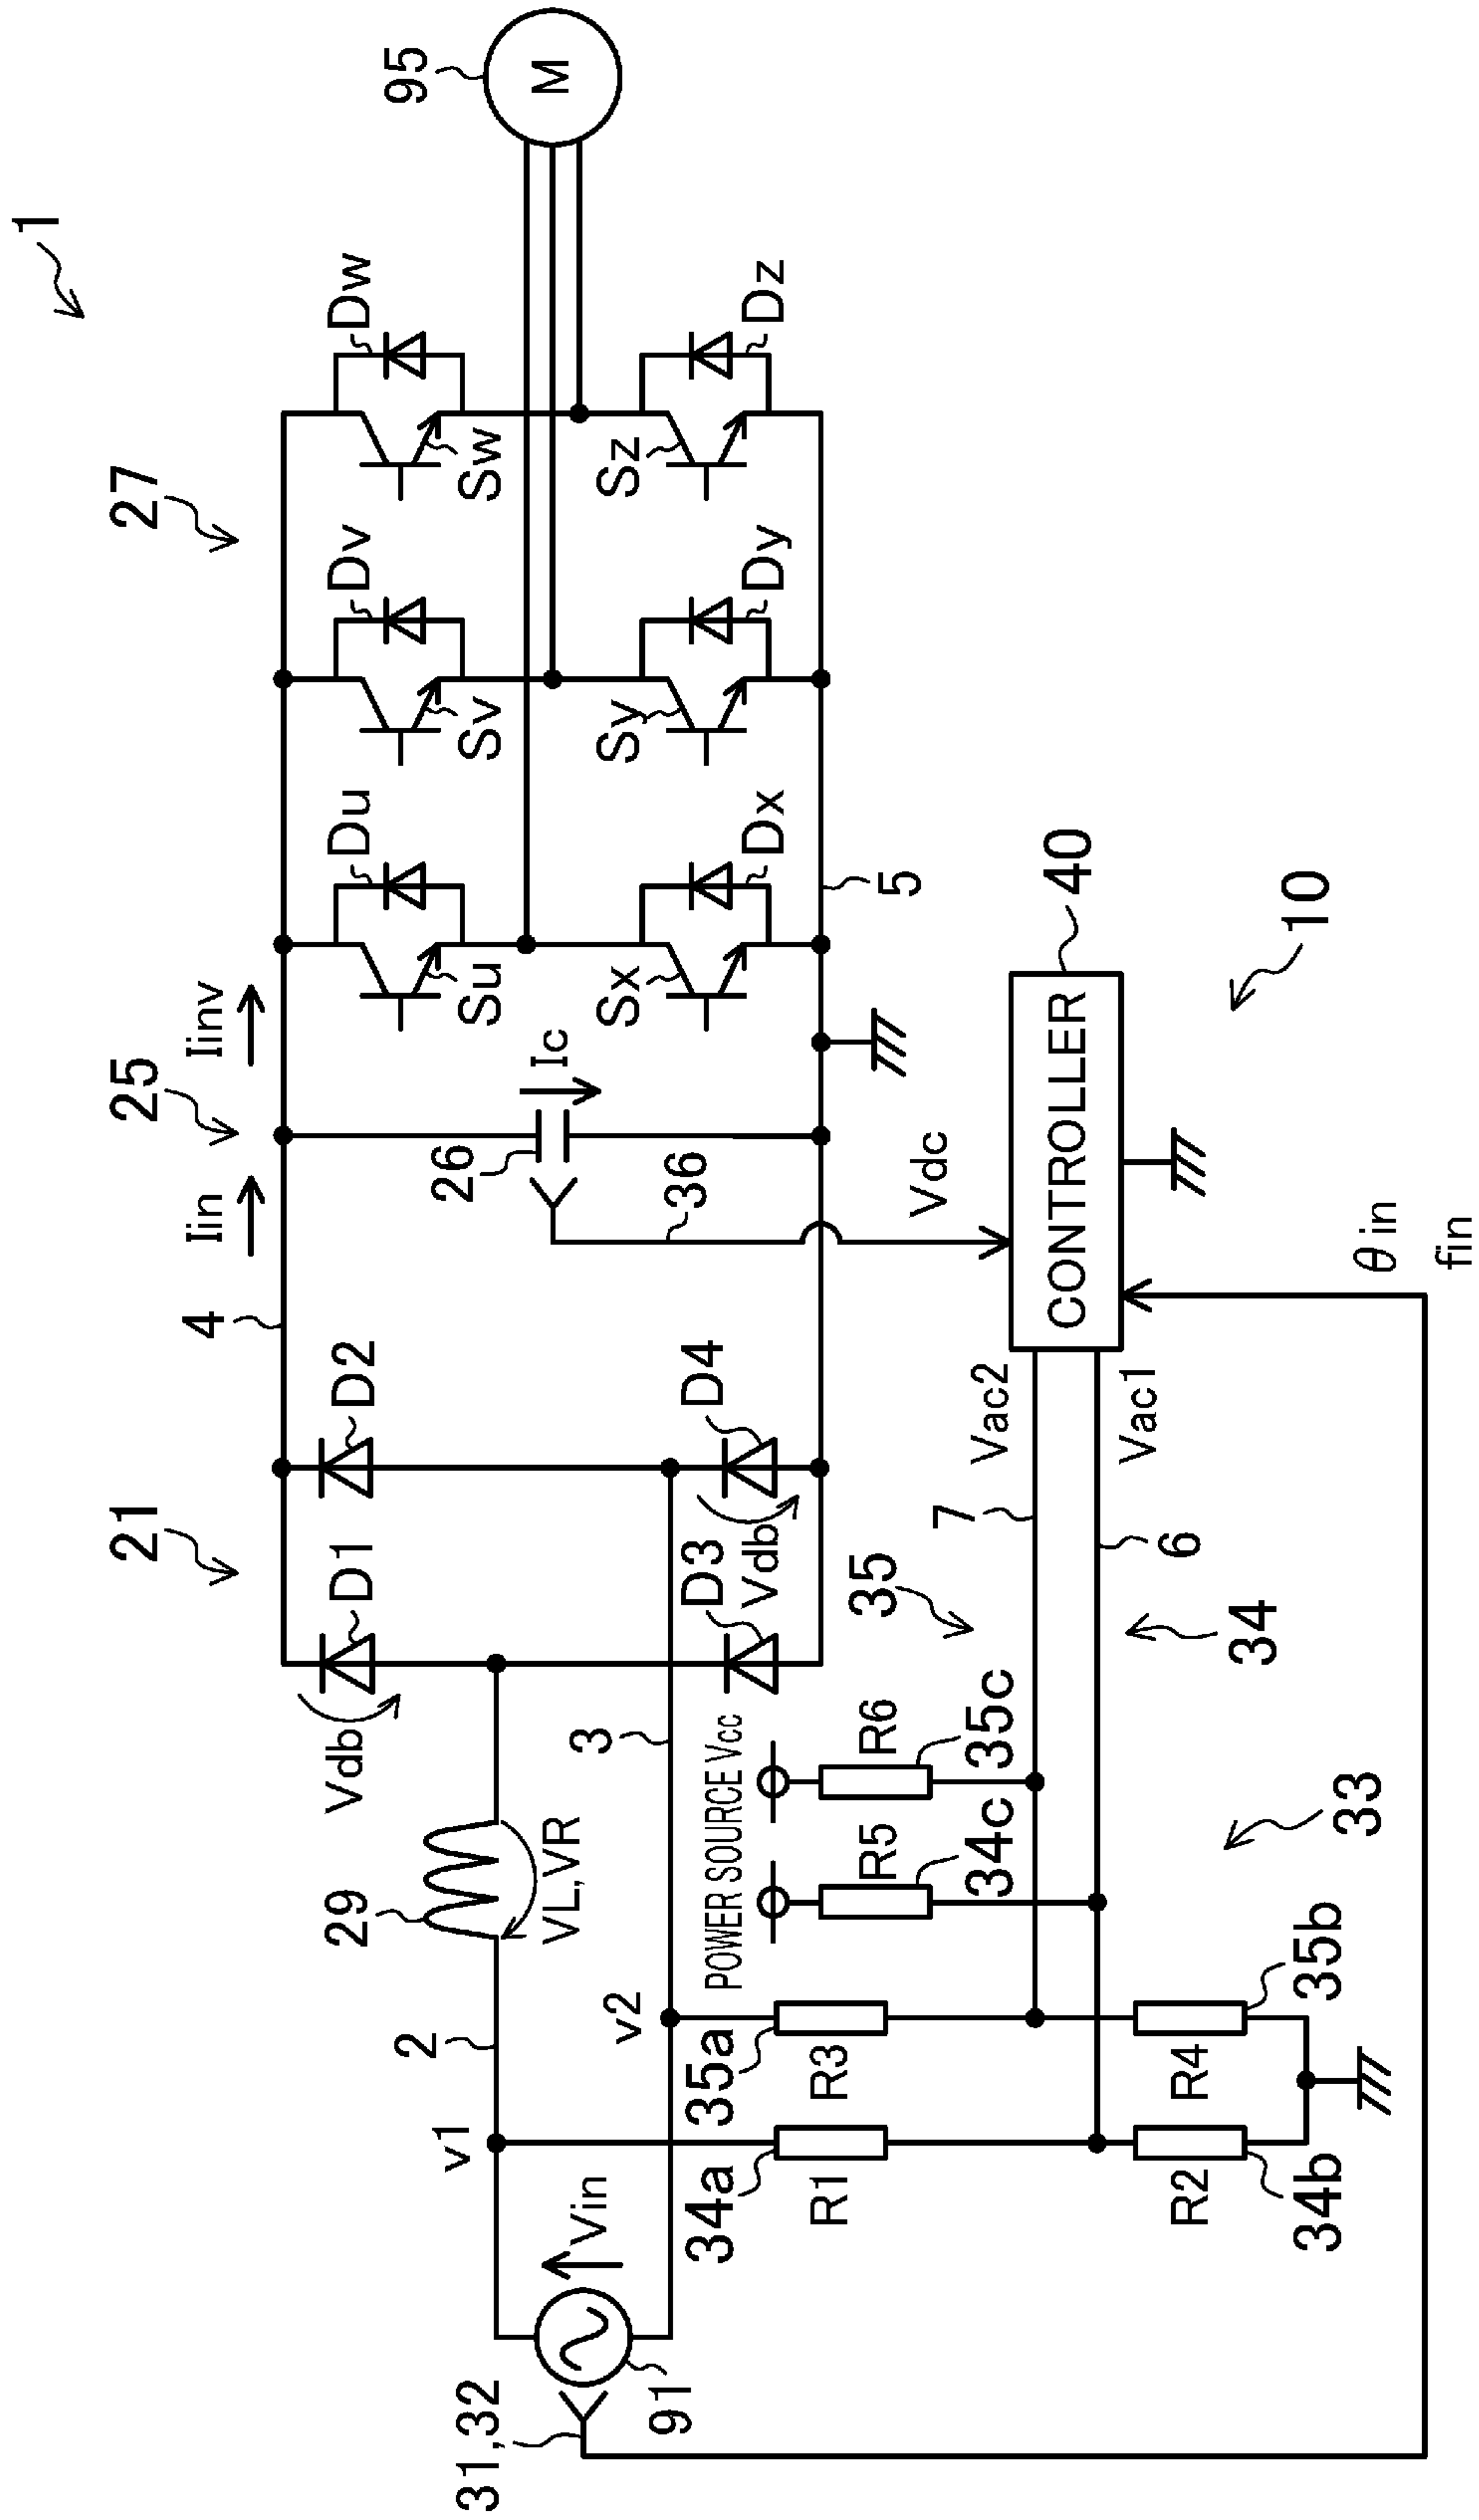 1
21
25
27
Iin
Iinv
4
D1
D2
Du
Dv
Dw
Vdb
95
M
31,32
v1
2
29
26
Ic
Su
Sv
Sw
Vin
VL,VR
91
v2
3
36
Sx
Sy
Sz
34a
35a
POWER SOURCE Vcc
D3
D4
Vdb
Dx
Dy
Dz
R1
R3
R5
R6
35
5
7
Vdc
34c
35c
Vac2
CONTROLLER
40
Vac1
6
R2
R4
34
10
34b
35b
33
θin
fin